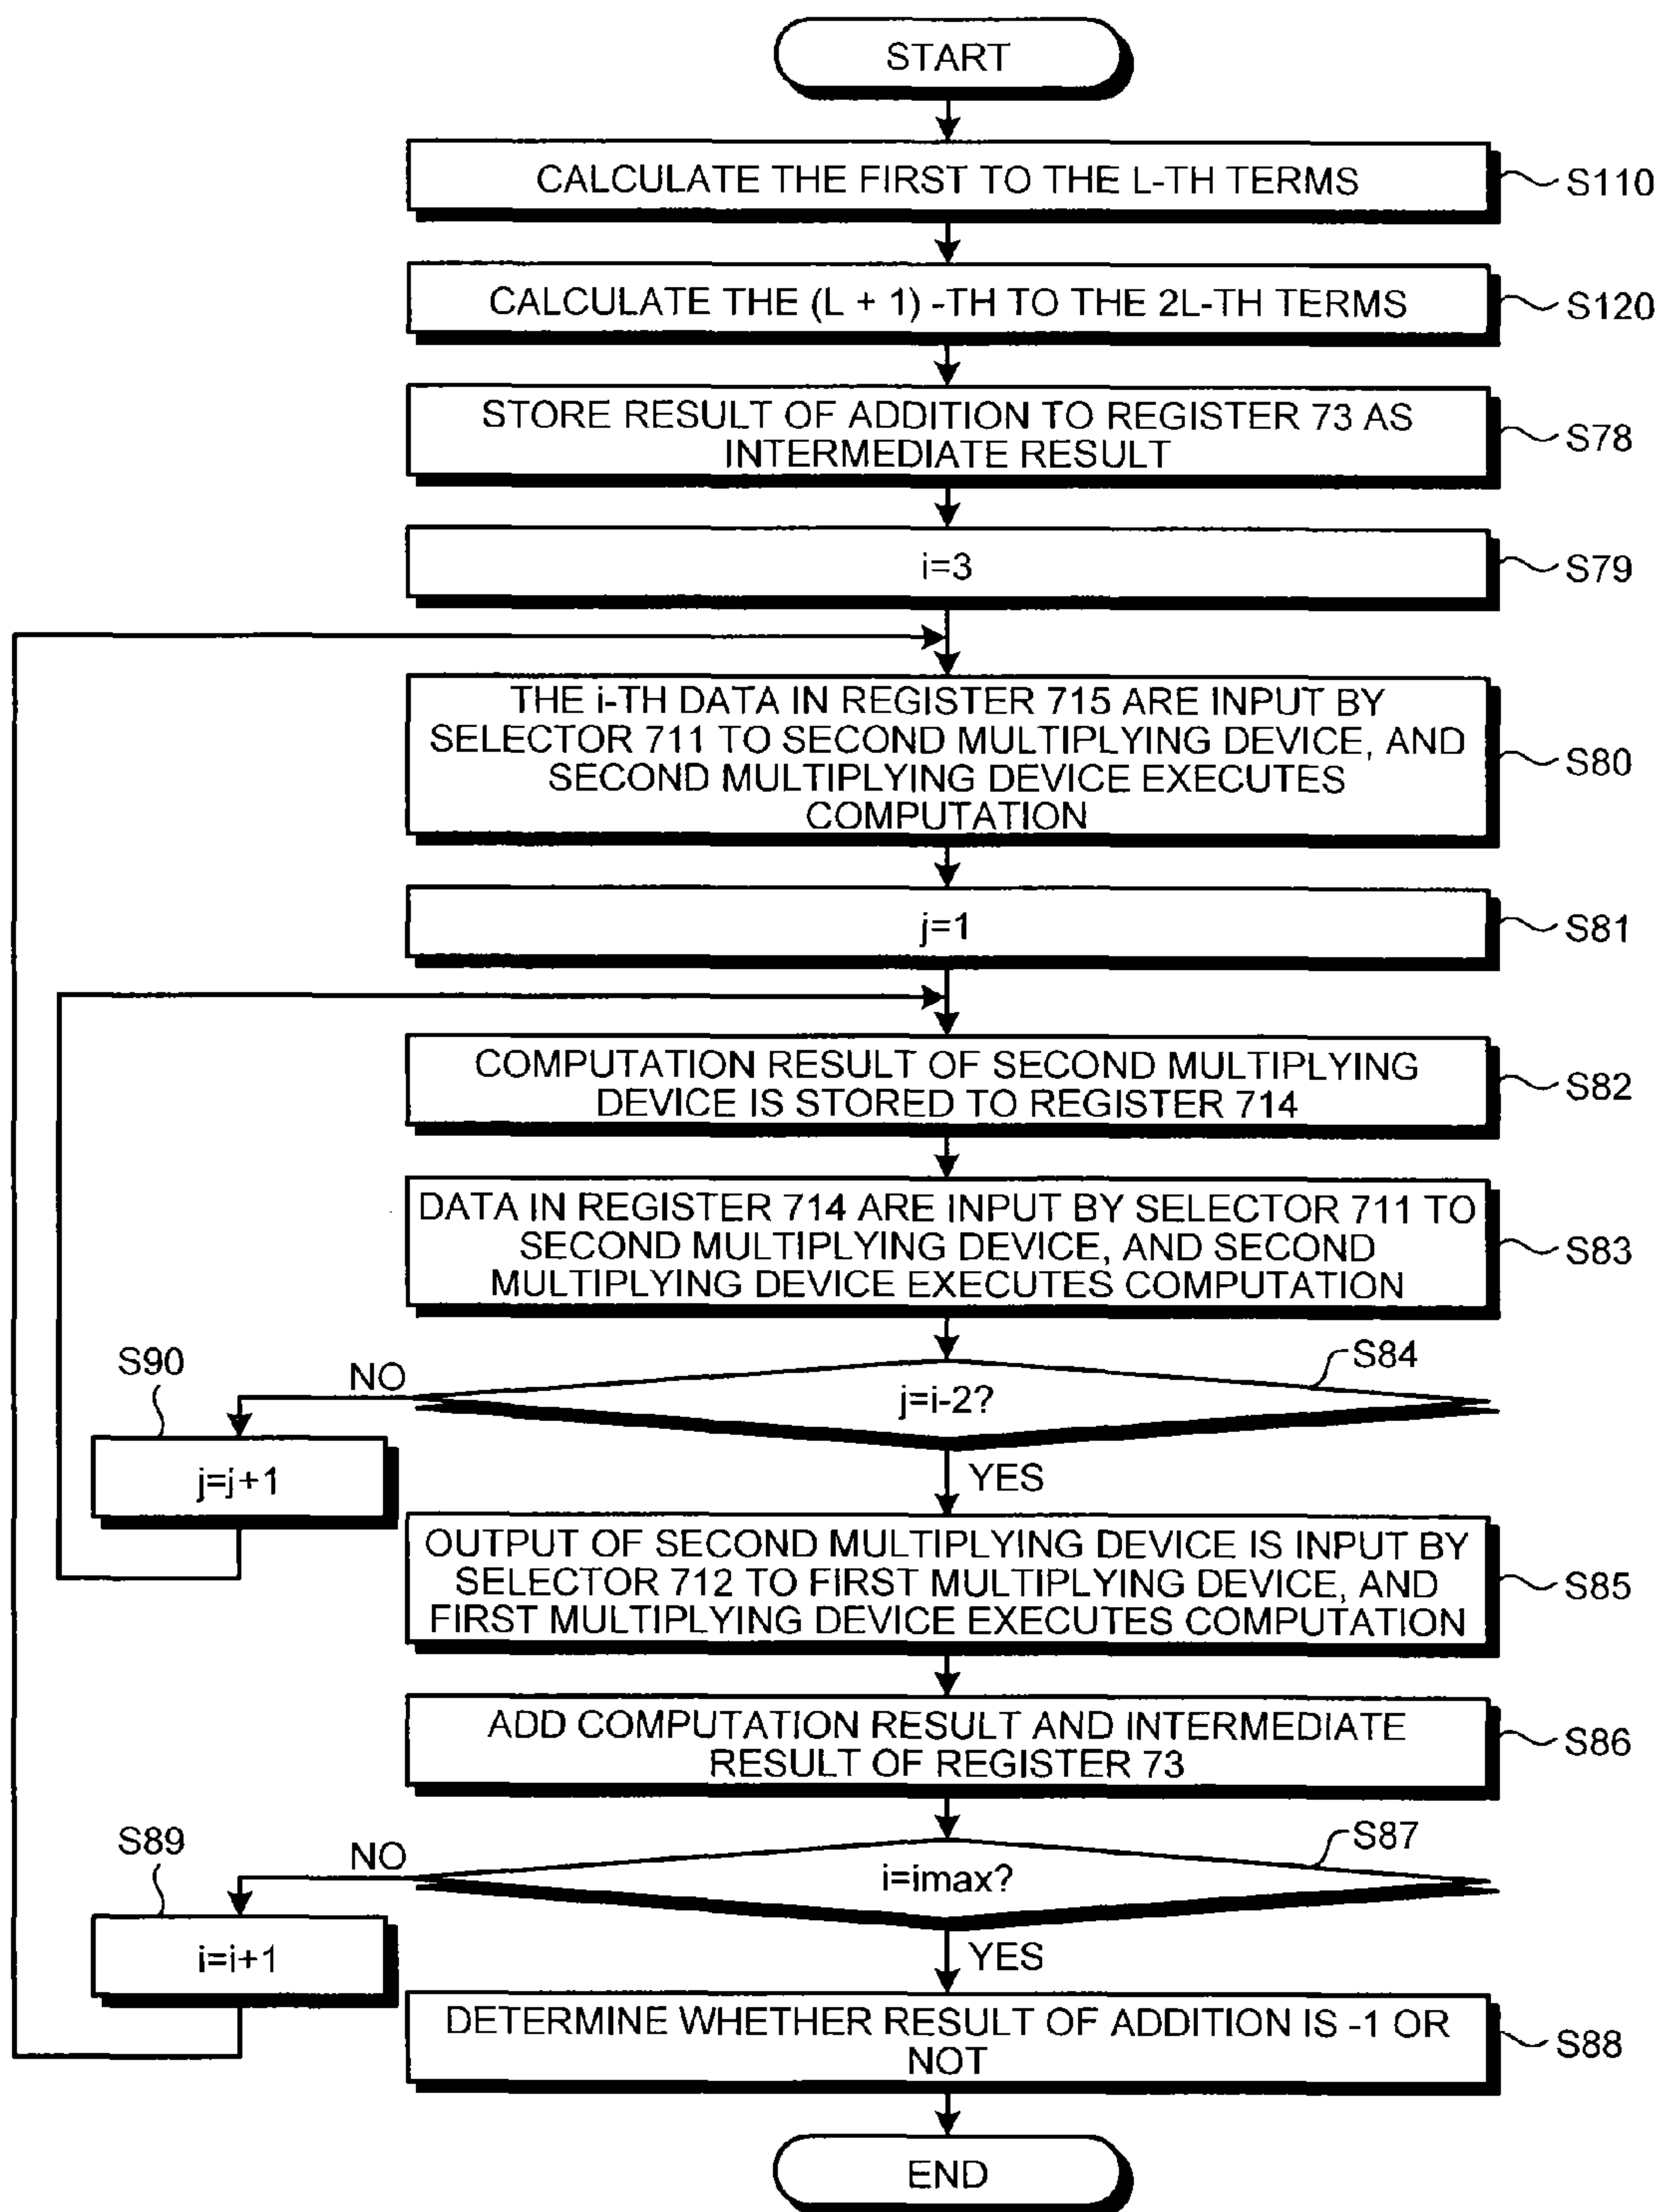 START
CALCULATE THE FIRST TO THE L-TH TERMS
S110
CALCULATE THE (L + 1) -TH TO THE 2L-TH TERMS
S120
STORE RESULT OF ADDITION TO REGISTER 73 AS
INTERMEDIATE RESULT
S78
i=3
S79
THE i-TH DATA IN REGISTER 715 ARE INPUT BY
SELECTOR 711 TO SECOND MULTIPLYING DEVICE, AND
SECOND MULTIPLYING DEVICE EXECUTES
COMPUTATION
S80
j=1
S81
COMPUTATION RESULT OF SECOND MULTIPLYING
DEVICE IS STORED TO REGISTER 714
S82
DATA IN REGISTER 714 ARE INPUT BY SELECTOR 711 TO
SECOND MULTIPLYING DEVICE, AND SECOND
MULTIPLYING DEVICE EXECUTES COMPUTATION
S83
j=i-2?
S84
NO
S90
j=j+1
YES
OUTPUT OF SECOND MULTIPLYING DEVICE IS INPUT BY
SELECTOR 712 TO FIRST MULTIPLYING DEVICE, AND
FIRST MULTIPLYING DEVICE EXECUTES COMPUTATION
S85
ADD COMPUTATION RESULT AND INTERMEDIATE
RESULT OF REGISTER 73
S86
i=imax?
S87
NO
S89
i=i+1
YES
DETERMINE WHETHER RESULT OF ADDITION IS -1 OR
NOT
S88
END